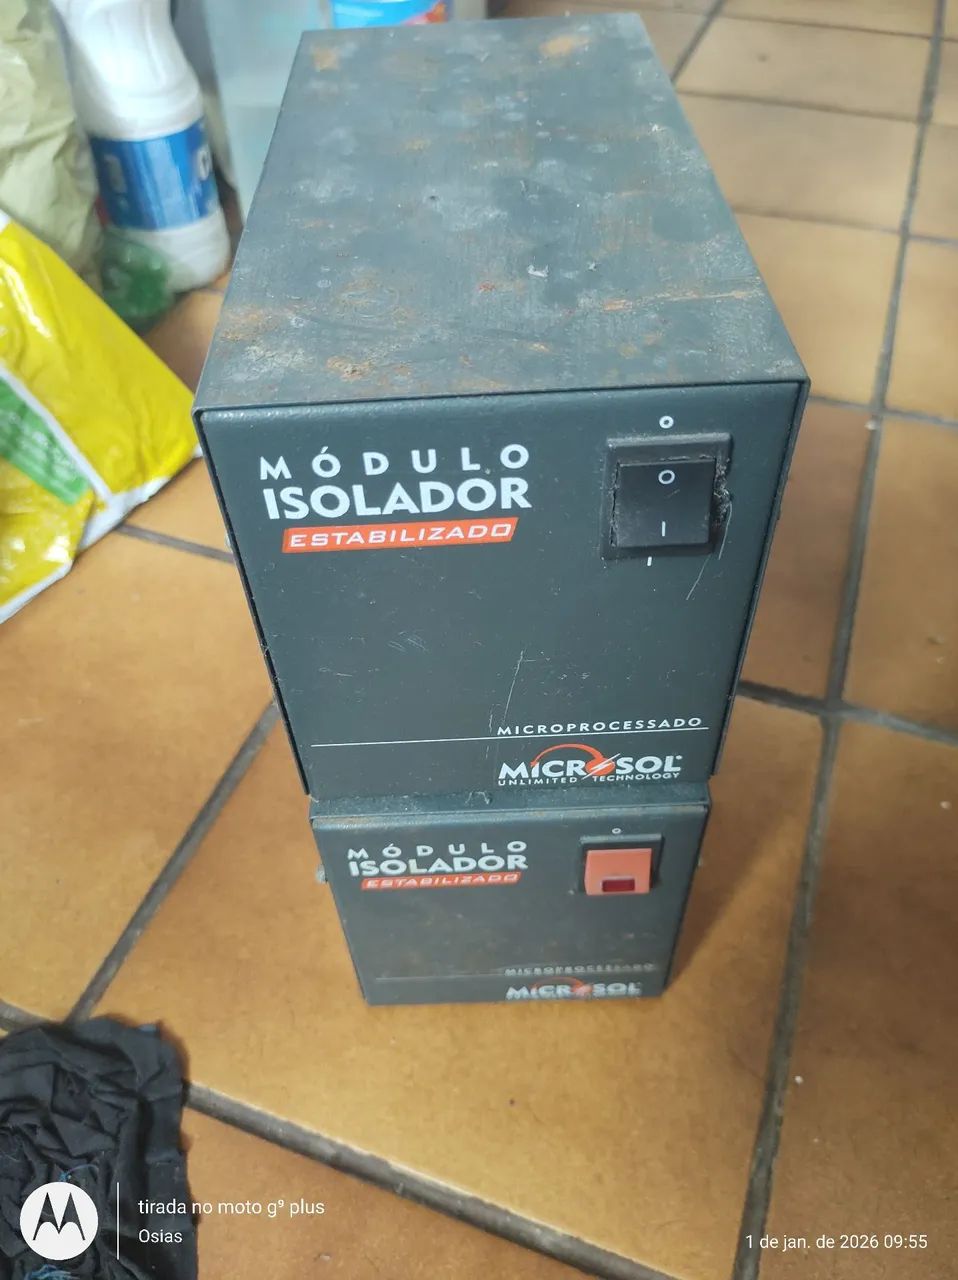 MÓDULO
ISOLADOR
ESTABILIZADO
O
O
I
I
MICROPROCESSADO
MICROSOL
UNLIMITED TECHNOLOGY
MÓDULO
ISOLADOR
ESTABILIZADO
O
MICROPROCESSADO
MICROSOL
tirada no moto g⁹ plus
Osias
1 de jan. de 2026 09:55